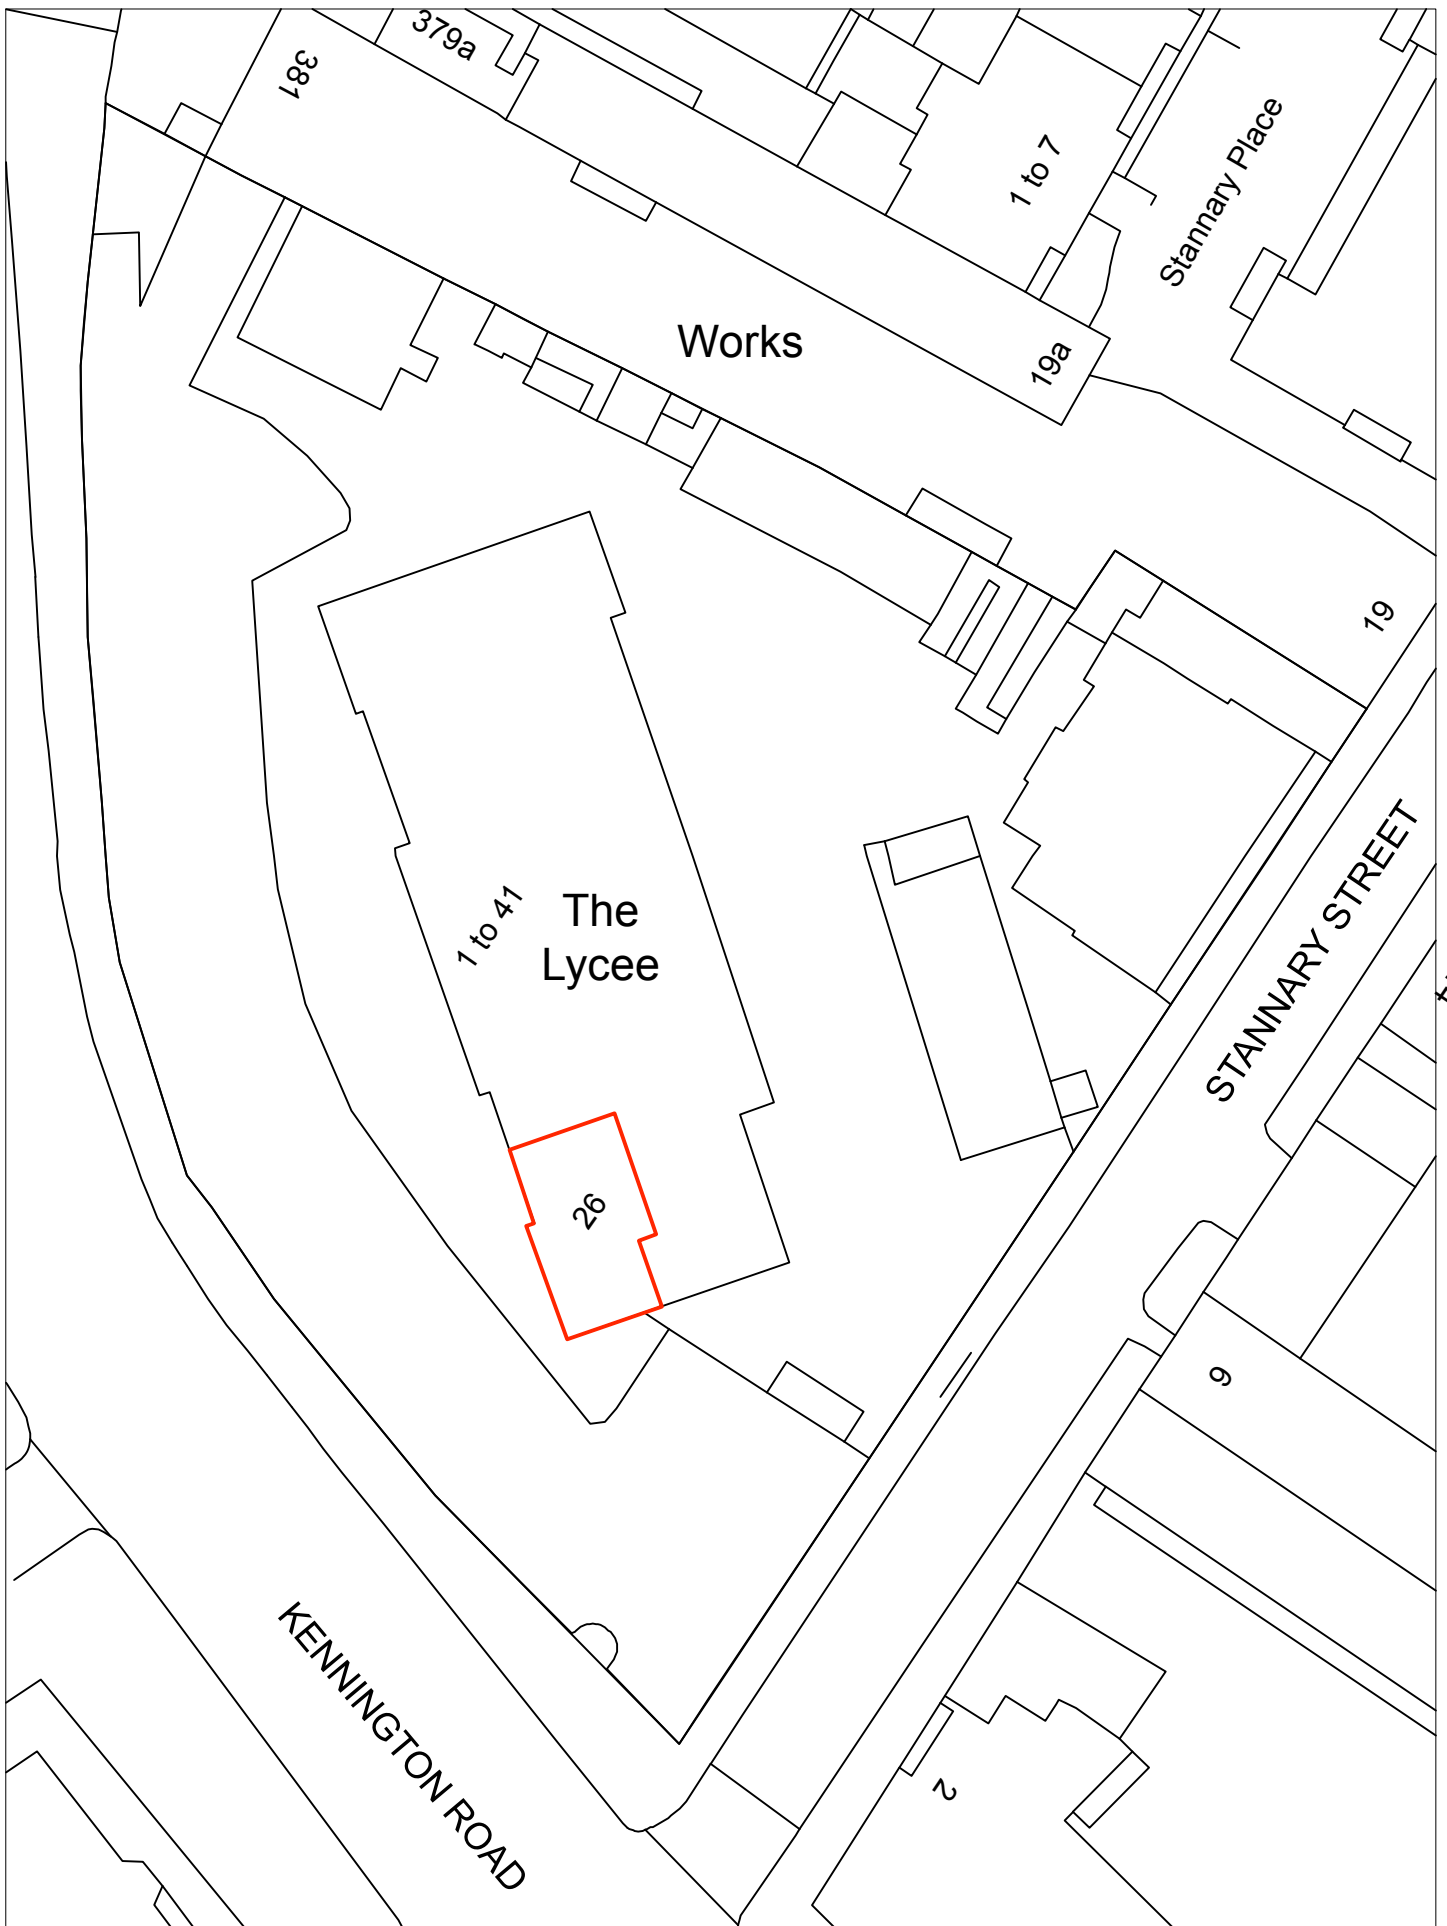 379a
381
1 to 7
Stannary Place
Works
19a
19
The
Lycee
1 to 41
STANNARY STREET
26
9
KENNINGTON ROAD
2